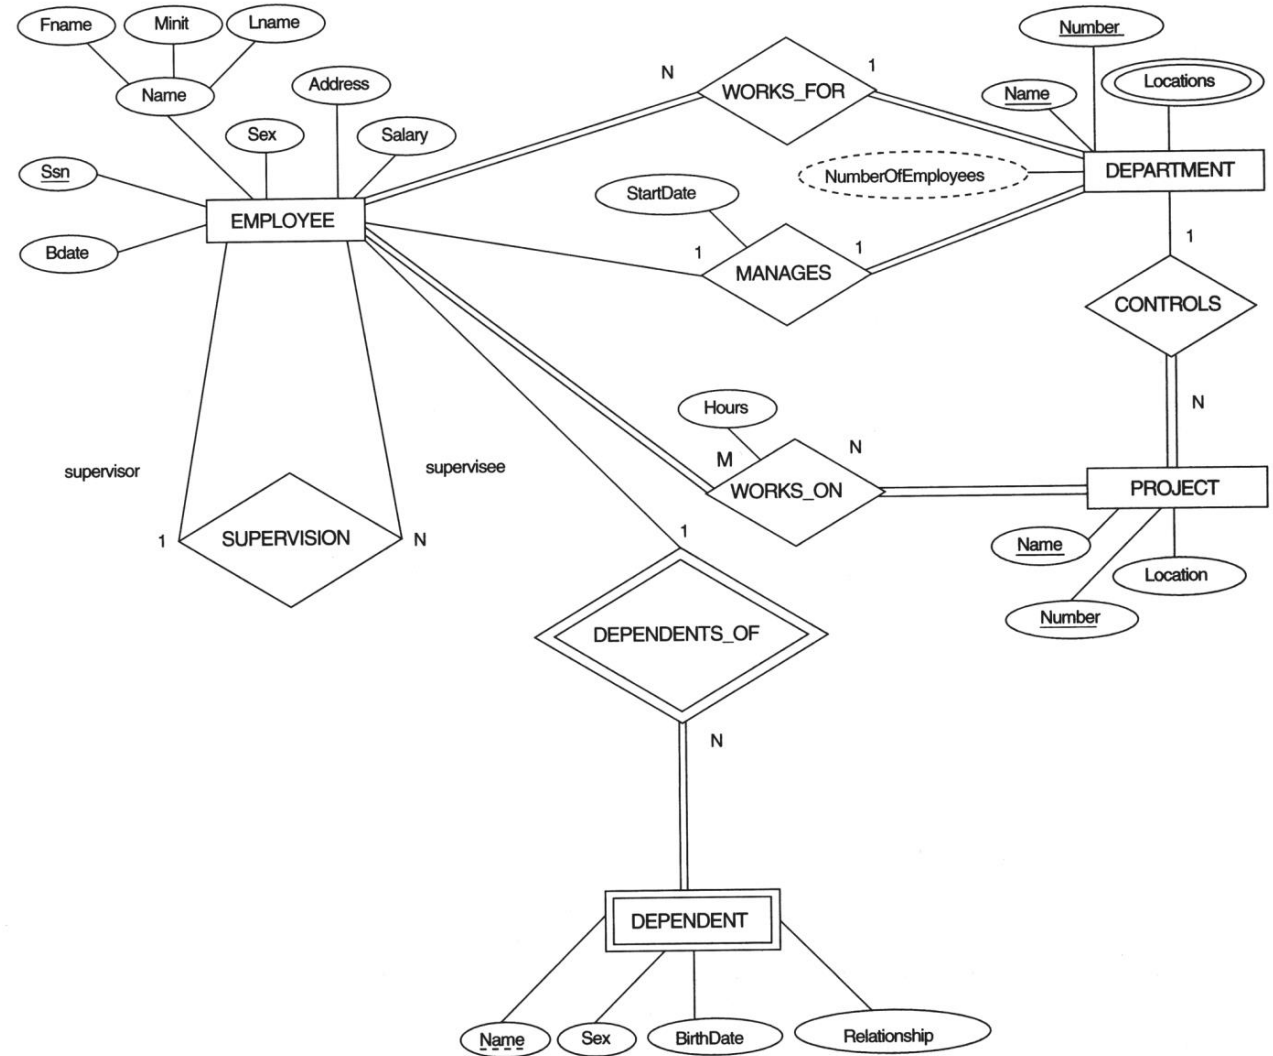 Fname
Minit
Lname
Number
Name
Address
Locations
N
WORKS_FOR
1
Name
Sex
Salary
Ssn
StartDate
NumberOfEmployees
DEPARTMENT
EMPLOYEE
Bdate
1
MANAGES
1
1
CONTROLS
N
Hours
supervisor
supervisee
M
WORKS_ON
N
PROJECT
1
SUPERVISION
N
1
Name
Location
Number
DEPENDENTS_OF
N
DEPENDENT
Name
Sex
BirthDate
Relationship